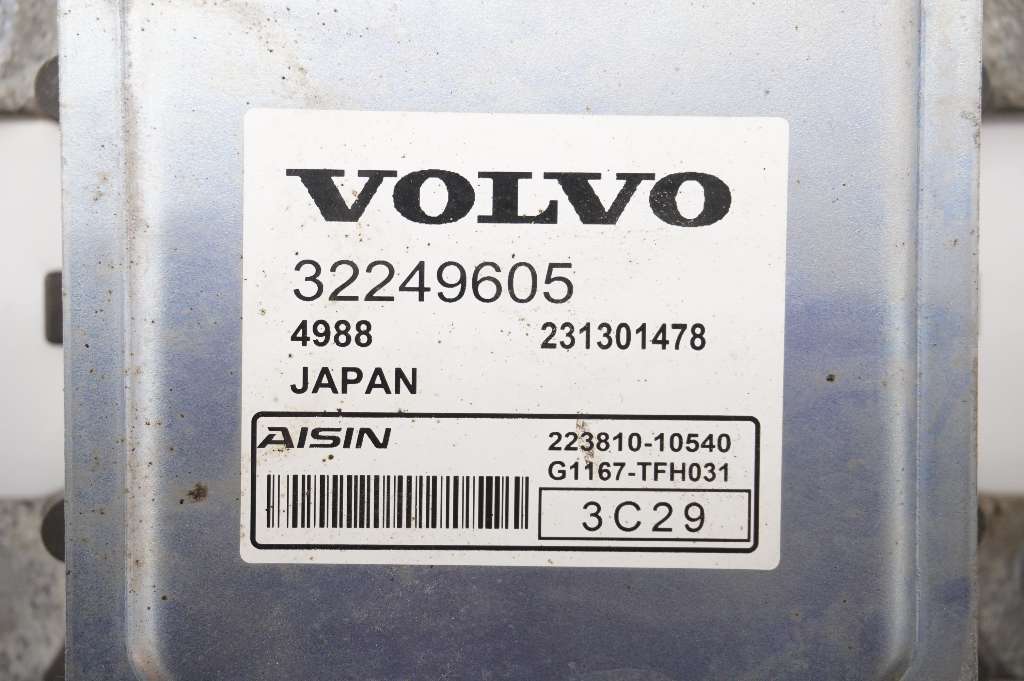 VOLVO
32249605
4988 231301478
JAPAN
AISIN 223810-10540
G1167-TFH031
3C29